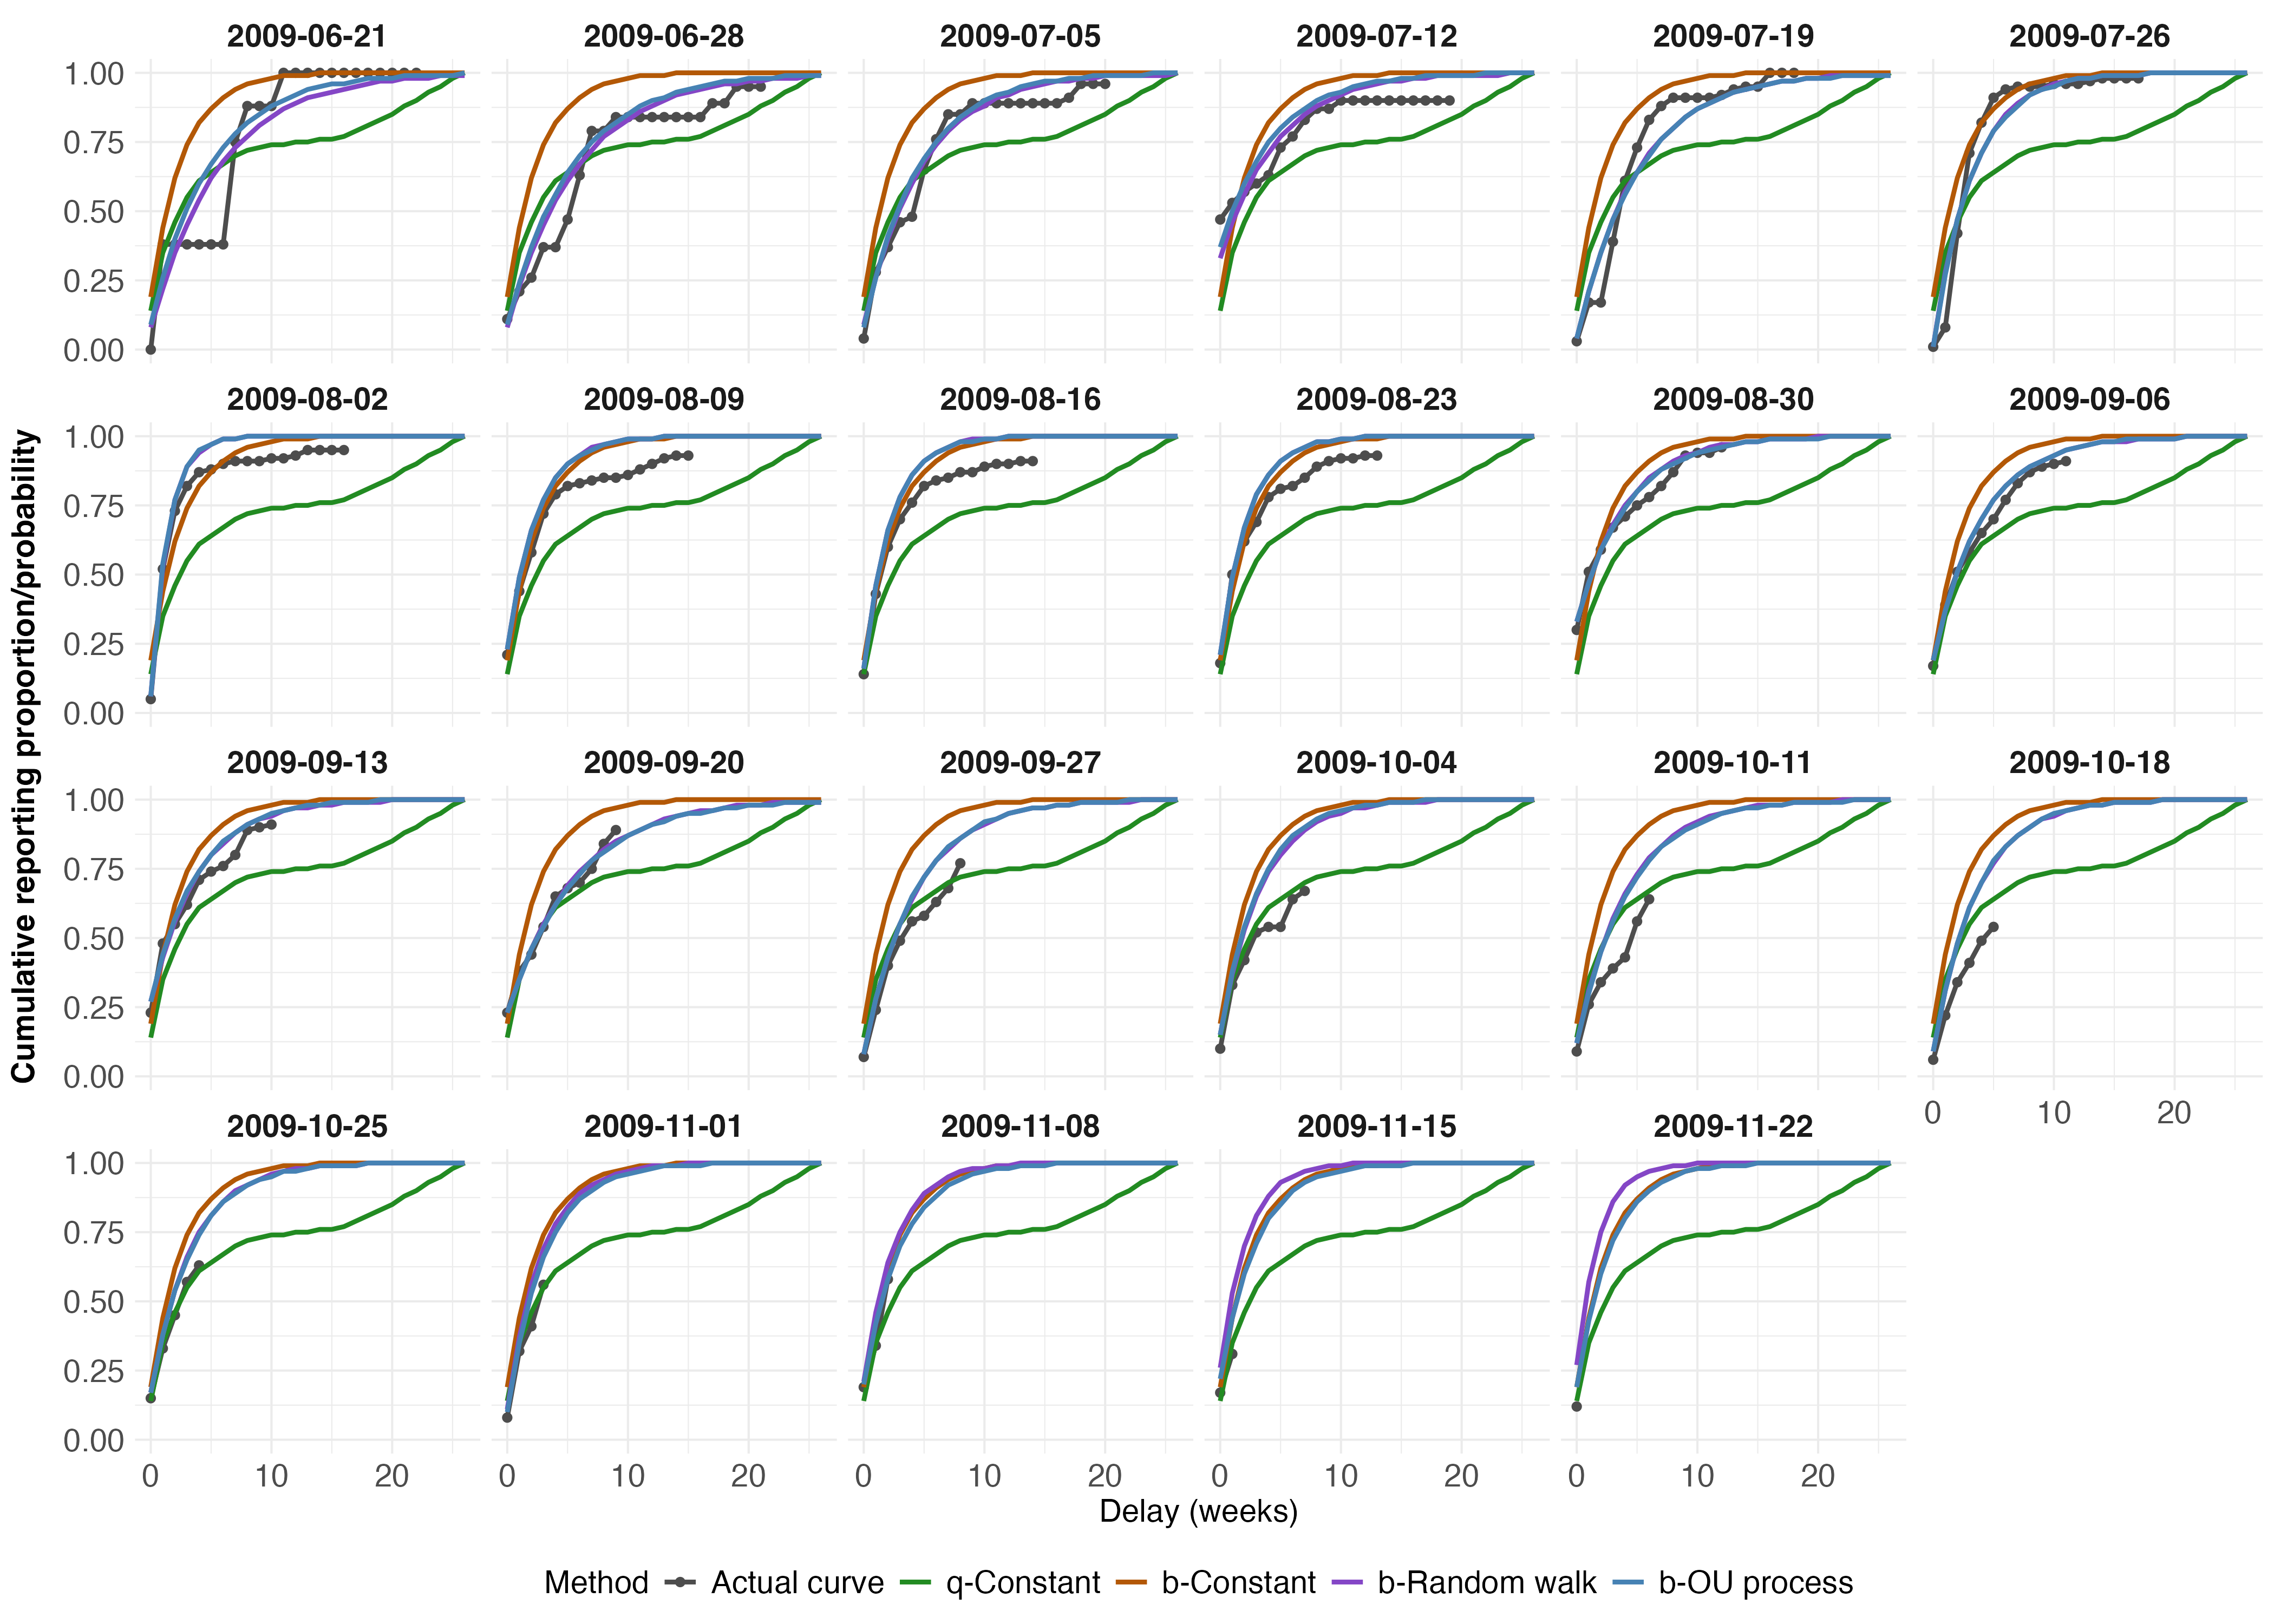 2009-06-21 2009-06-28 2009-07-05 2009-07-12 2009-07-19 2009-07-26
1.00
0.75
0.50
0.25
0.00
2009-08-02 2009-08-09 2009-08-16 2009-08-23 2009-08-30 2009-09-06
1.00
0.75
0.50
0.25
0.00
Cumulative reporting proportion/probability
2009-09-13 2009-09-20 2009-09-27 2009-10-04 2009-10-11 2009-10-18
1.00
0.75
0.50
0.25
0.00
0 10 20
2009-10-25 2009-11-01 2009-11-08 2009-11-15 2009-11-22
1.00
0.75
0.50
0.25
0.00
0 10 20 0 10 20 0 10 20 0 10 20 0 10 20
Delay (weeks)
Method Actual curve q-Constant b-Constant b-Random walk b-OU process